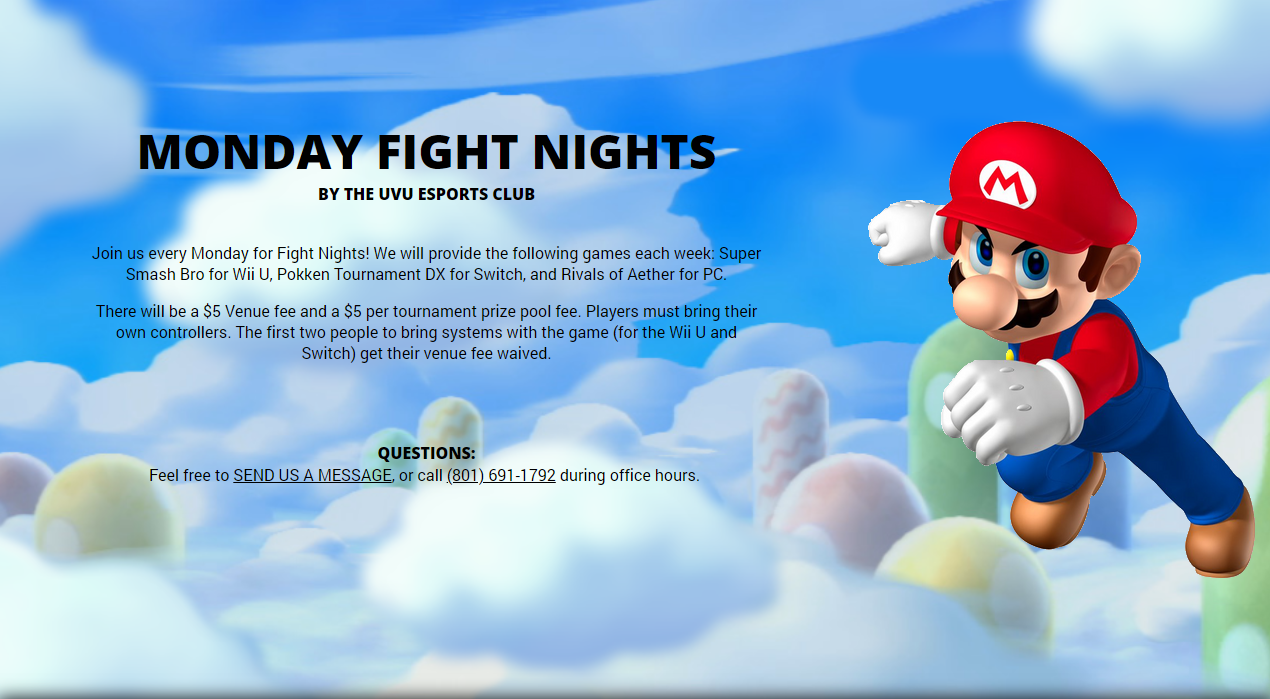 MONDAY FIGHT NIGHTS
BY THE UVU ESPORTS CLUB
Join us every Monday for Fight Nights! We will provide the following games each week: Super
Smash Bro for Wii U, Pokken Tournament DX for Switch, and Rivals of Aether for PC.
There will be a $5 Venue fee and a $5 per tournament prize pool fee. Players must bring their
own controllers. The first two people to bring systems with the game (for the Wii U and
Switch) get their venue fee waived.
QUESTIONS:
Feel free to SEND US A MESSAGE, or call (801) 691-1792 during office hours.
M